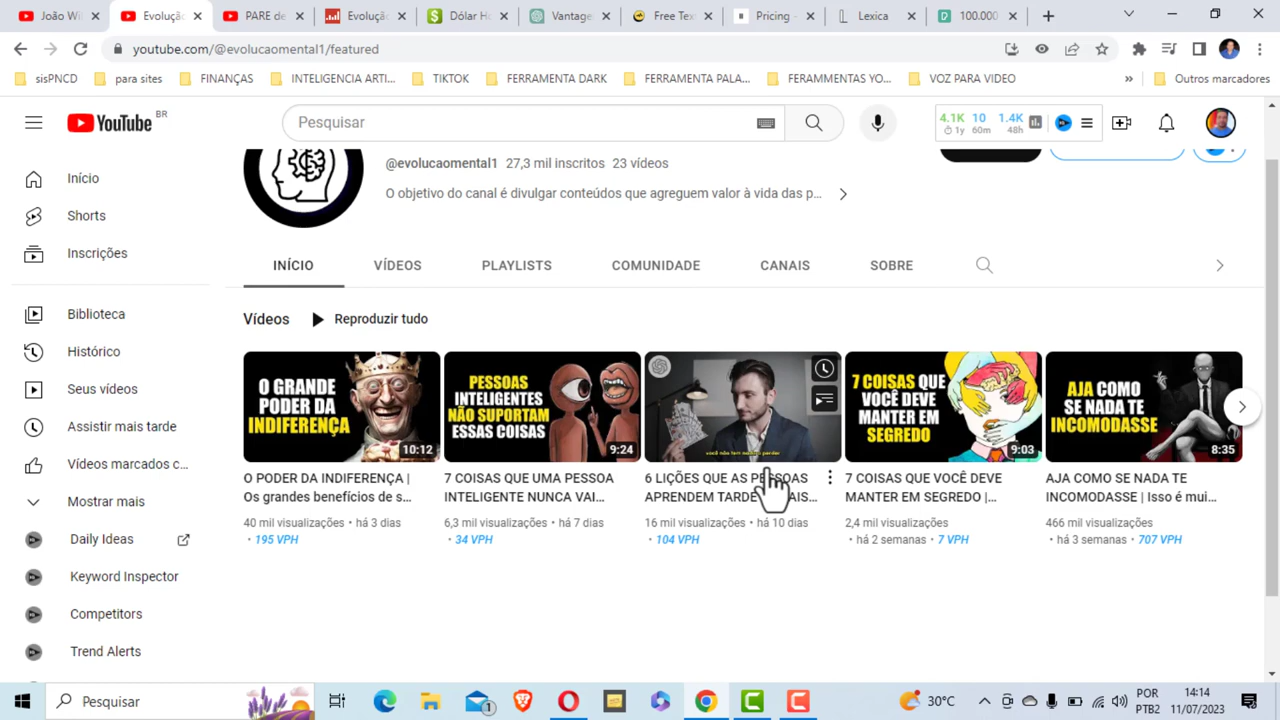 João Wi
Evoluçã
PARE de
Evoluçã
Dólar H
Vantage
Free Tex
Pricing -
Lexica
100.000
youtube.com/@evolucaomental1/featured
sisPNCD
para sites
FINANÇAS
INTELIGENCIA ARTI...
TIKTOK
FERRAMENTA DARK
FERRAMENTA PALA...
FERAMMENTAS YO...
VOZ PARA VIDEO
»
Outros marcadores
YouTube BR
Pesquisar
4.1K 10 1.4K
1y 60m 48h
@evolucaomental1 27,3 mil inscritos 23 vídeos
O objetivo do canal é divulgar conteúdos que agreguem valor à vida das p...
Início
Shorts
Inscrições
Biblioteca
Histórico
Seus vídeos
Assistir mais tarde
Vídeos marcados c...
Mostrar mais
Daily Ideas
Keyword Inspector
Competitors
Trend Alerts
INÍCIO
VÍDEOS
PLAYLISTS
COMUNIDADE
CANAIS
SOBRE
Vídeos
Reproduzir tudo
O GRANDE
PODER DA
INDIFERENÇA
10:12
O PODER DA INDIFERENÇA |
Os grandes benefícios de s...
40 mil visualizações • há 3 dias
• 195 VPH
PESSOAS
INTELIGENTES
NÃO SUPORTAM
ESSAS COISAS
9:24
7 COISAS QUE UMA PESSOA
INTELIGENTE NUNCA VAI...
6,3 mil visualizações • há 7 dias
• 34 VPH
você não tem nada a perder
6 LIÇÕES QUE AS PESSOAS
APRENDEM TARDE
16 mil visualizações • há 10 dias
• 104 VPH
7 COISAS QUE
VOCÊ DEVE
MANTER EM
SEGREDO
9:03
7 COISAS QUE VOCÊ DEVE
MANTER EM SEGREDO |...
2,4 mil visualizações
• há 2 semanas • 7 VPH
AJA COMO
SE NADA TE
INCOMODASSE
8:35
AJA COMO SE NADA TE
INCOMODASSE | Isso é mui...
466 mil visualizações
• há 3 semanas • 707 VPH
Pesquisar
1
30°C
POR
PTB2
14:14
11/07/2023